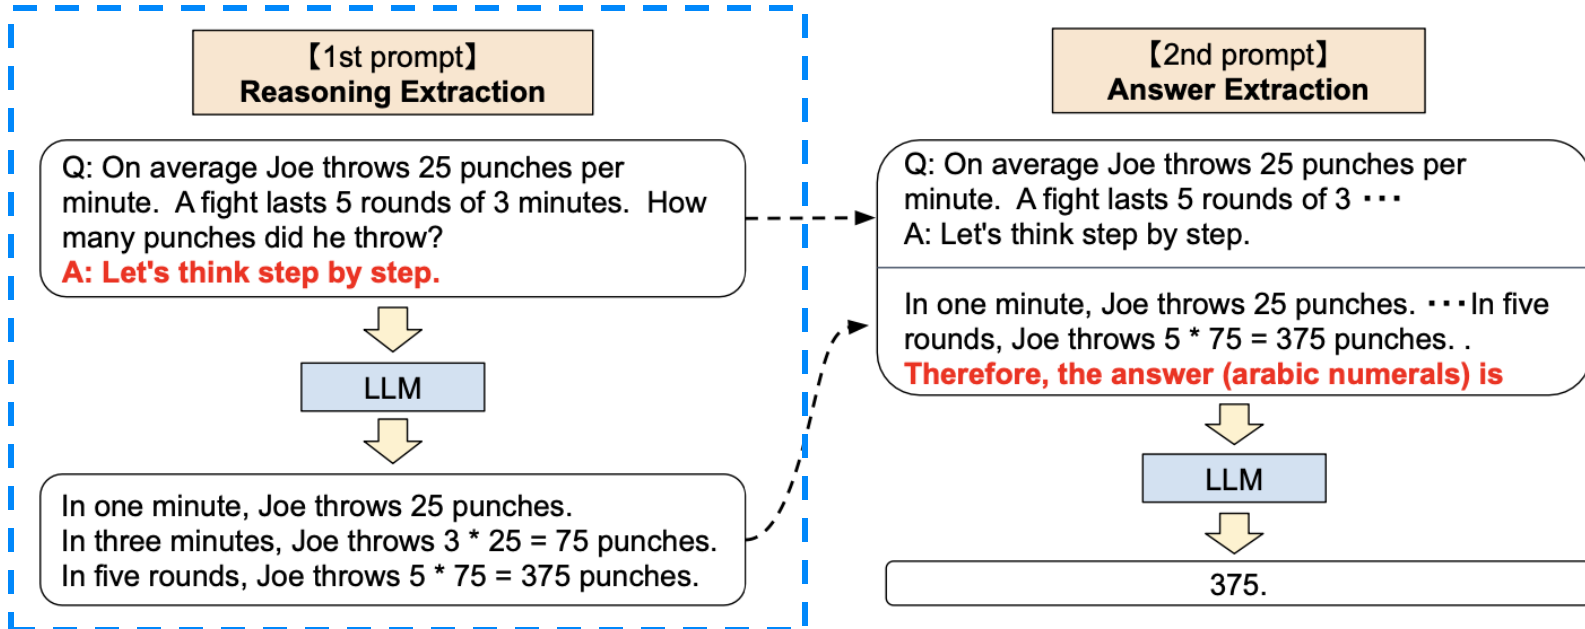 【1st prompt】
Reasoning Extraction
Q: On average Joe throws 25 punches per
minute. A fight lasts 5 rounds of 3 minutes. How
many punches did he throw?
A: Let's think step by step.
LLM
In one minute, Joe throws 25 punches.
In three minutes, Joe throws 3 * 25 = 75 punches.
In five rounds, Joe throws 5 * 75 = 375 punches.
【2nd prompt】
Answer Extraction
Q: On average Joe throws 25 punches per
minute. A fight lasts 5 rounds of 3 ･･･
A: Let's think step by step.
In one minute, Joe throws 25 punches. ･･･In five
rounds, Joe throws 5 * 75 = 375 punches. .
Therefore, the answer (arabic numerals) is
LLM
375.